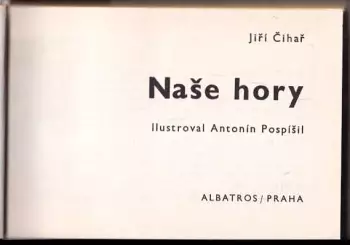 Jiří Čihař
Naše hory
Ilustroval Antonín Pospíšil
ALBATROS/PRAHA